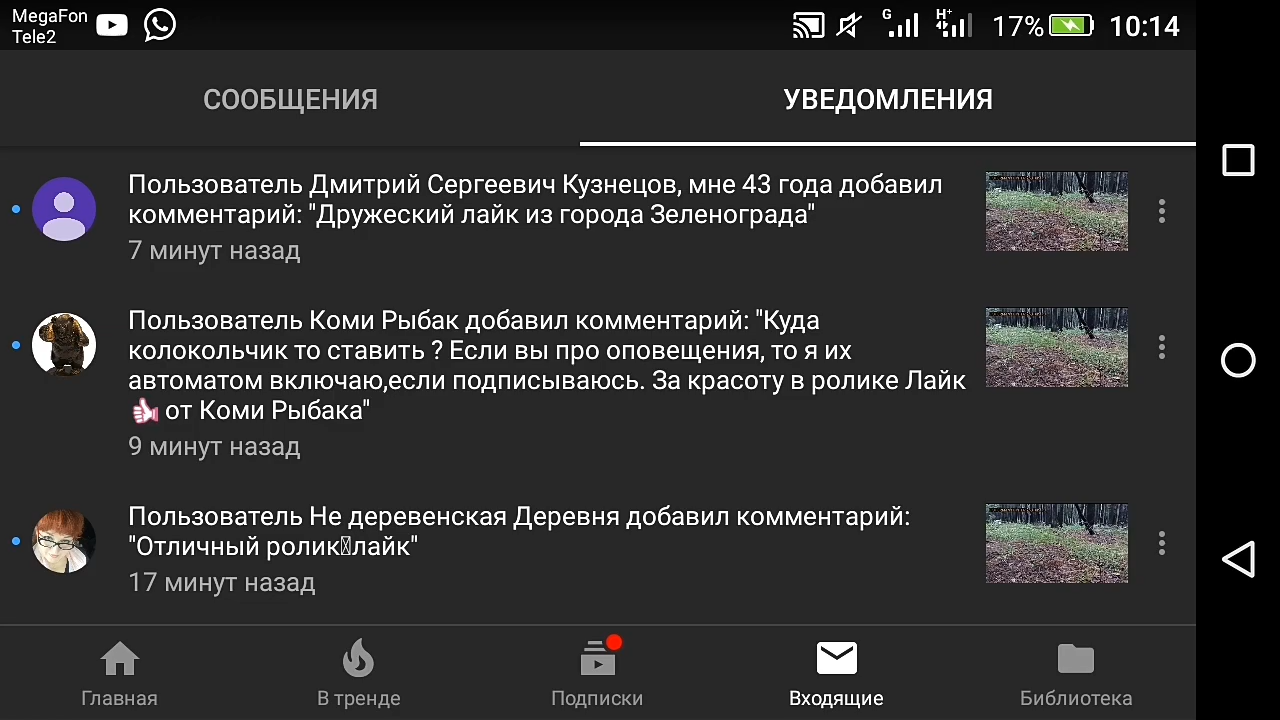 MegaFon
Tele2
G
H+
17%
10:14
СООБЩЕНИЯ
УВЕДОМЛЕНИЯ
Пользователь Дмитрий Сергеевич Кузнецов, мне 43 года добавил
комментарий: "Дружеский лайк из города Зеленограда"
7 минут назад
Пользователь Коми Рыбак добавил комментарий: "Куда
колокольчик то ставить ? Если вы про оповещения, то я их
автоматом включаю,если подписываюсь. За красоту в ролике Лайк
👍 от Коми Рыбака"
9 минут назад
Пользователь Не деревенская Деревня добавил комментарий:
"Отличный ролик лайк"
17 минут назад
Главная
В тренде
Подписки
Входящие
Библиотека